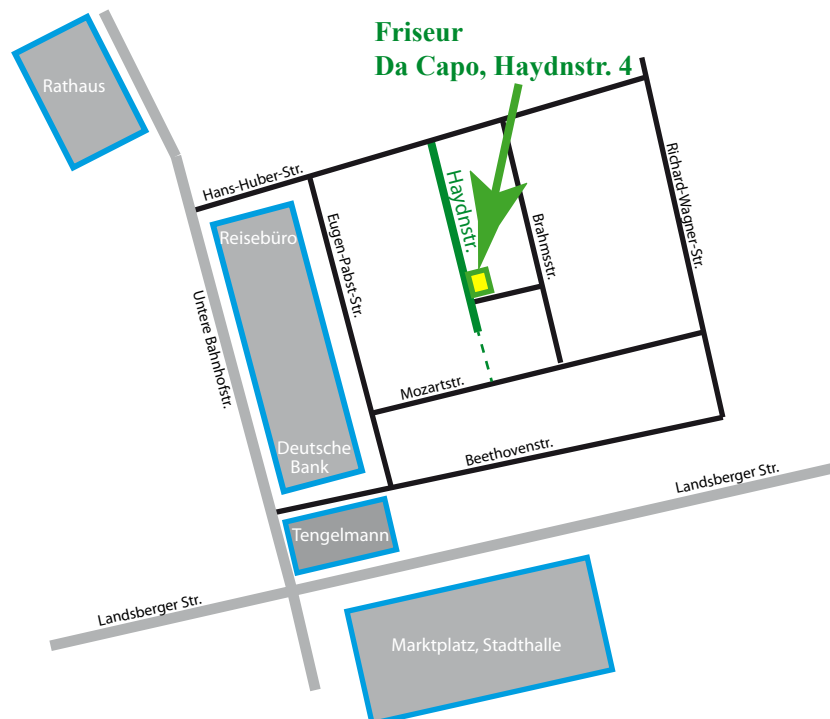 Friseur
Da Capo, Haydnstr. 4
Rathaus
Hans-Huber-Str.
Haydnstr.
Richard-Wagner-Str.
Reisebüro
Eugen-Pabst-Str.
Brahmsstr.
Untere Bahnhofstr.
Mozartstr.
Deutsche
Bank
Beethovenstr.
Landsberger Str.
Tengelmann
Landsberger Str.
Marktplatz, Stadthalle